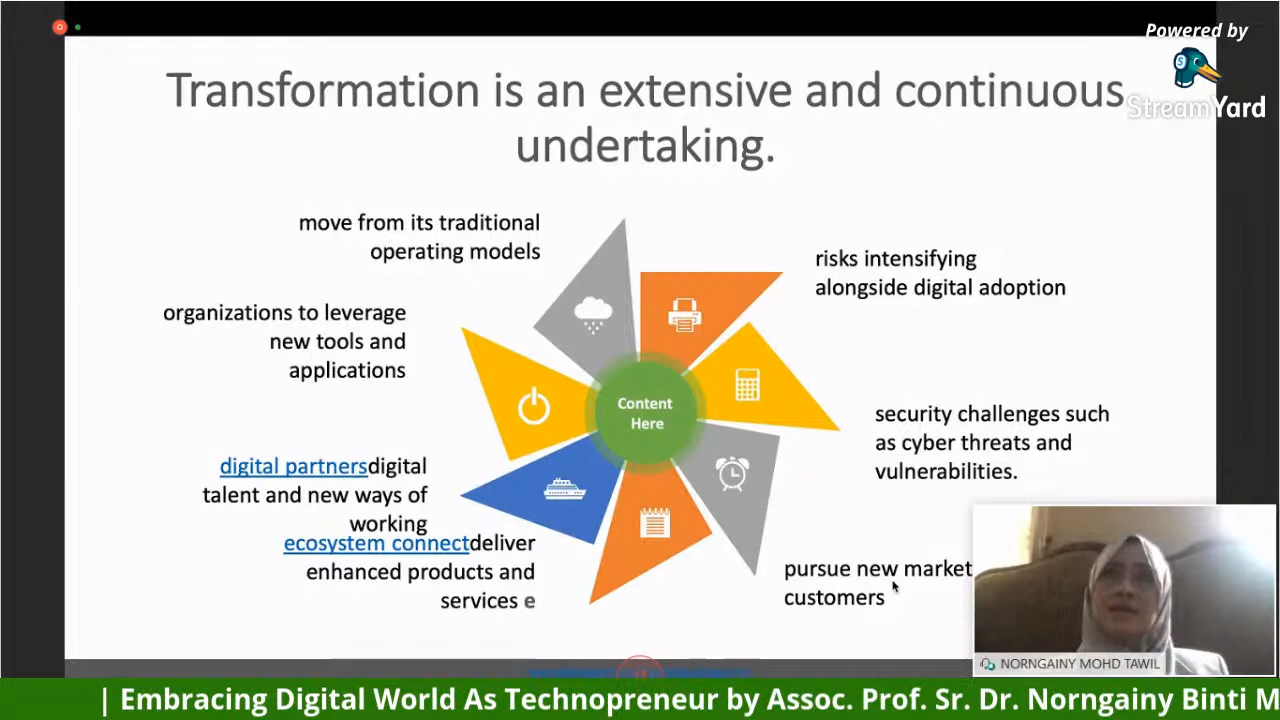 Powered by
StreamYard
Transformation is an extensive and continuous
undertaking.
move from its traditional
operating models
risks intensifying
alongside digital adoption
organizations to leverage
new tools and
applications
Content
Here
security challenges such
as cyber threats and
vulnerabilities.
digital partnersdigital
talent and new ways of
working
ecosystem connectdeliver
enhanced products and
services e
pursue new market
customers
NORNGAINY MOHD TAWIL
| Embracing Digital World As Technopreneur by Assoc. Prof. Sr. Dr. Norngainy Binti M